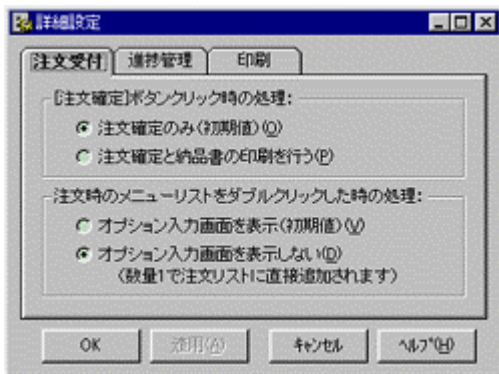 詳細設定
注文受付 進捗管理 印刷
[注文確定]ボタンクリック時の処理:
注文確定のみ(初期値)(O)
注文確定と納品書の印刷を行う(P)
注文時のメニューリストをダブルクリックした時の処理:
オプション入力画面を表示(初期値)(V)
オプション入力画面を表示しない(D)
(数量1で注文リストに直接追加されます)
OK 適用(A) キャンセル ヘルプ(H)